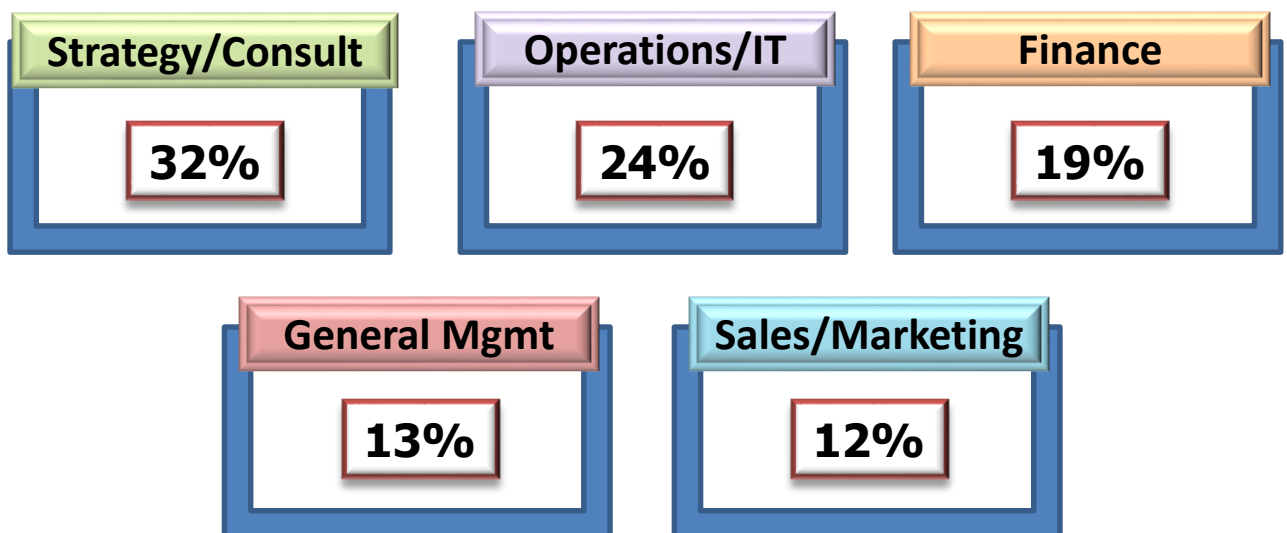 Strategy/Consult
Operations/IT
Finance
32%
24%
19%
General Mgmt
Sales/Marketing
13%
12%